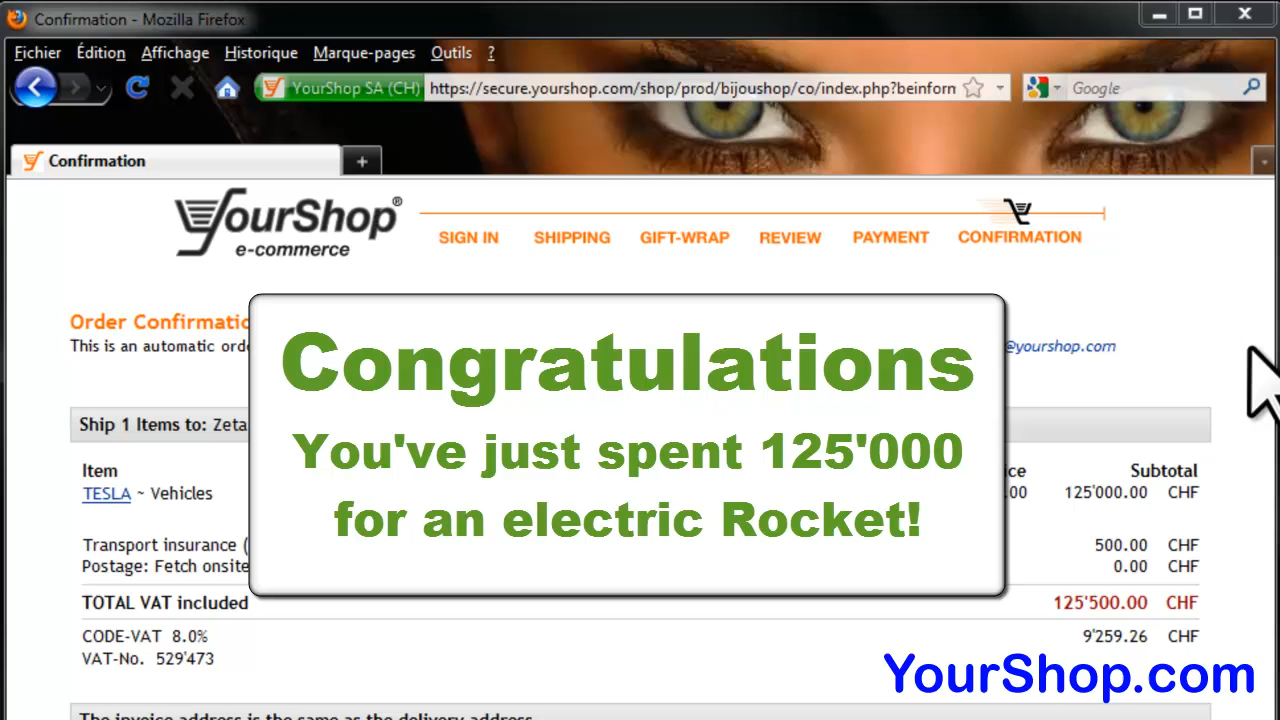 Confirmation - Mozilla Firefox
Fichier Édition Affichage Historique Marque-pages Outils ?
YourShop SA (CH) https://secure.yourshop.com/shop/prod/bijoushop/co/index.php?beinforn Google
Confirmation +
YourShop®
e-commerce
SIGN IN SHIPPING GIFT-WRAP REVIEW PAYMENT CONFIRMATION
Order Confirmatio
This is an automatic orde @yourshop.com
Congratulations
You've just spent 125'000
for an electric Rocket!
Ship 1 Items to: Zeta
Item ice Subtotal
TESLA ~ Vehicles .00 125'000.00 CHF
Transport insurance ( 500.00 CHF
Postage: Fetch onsite 0.00 CHF
TOTAL VAT included 125'500.00 CHF
CODE-VAT 8.0% 9'259.26 CHF
VAT-No. 529'473
YourShop.com
The invoice address is the same as the delivery address